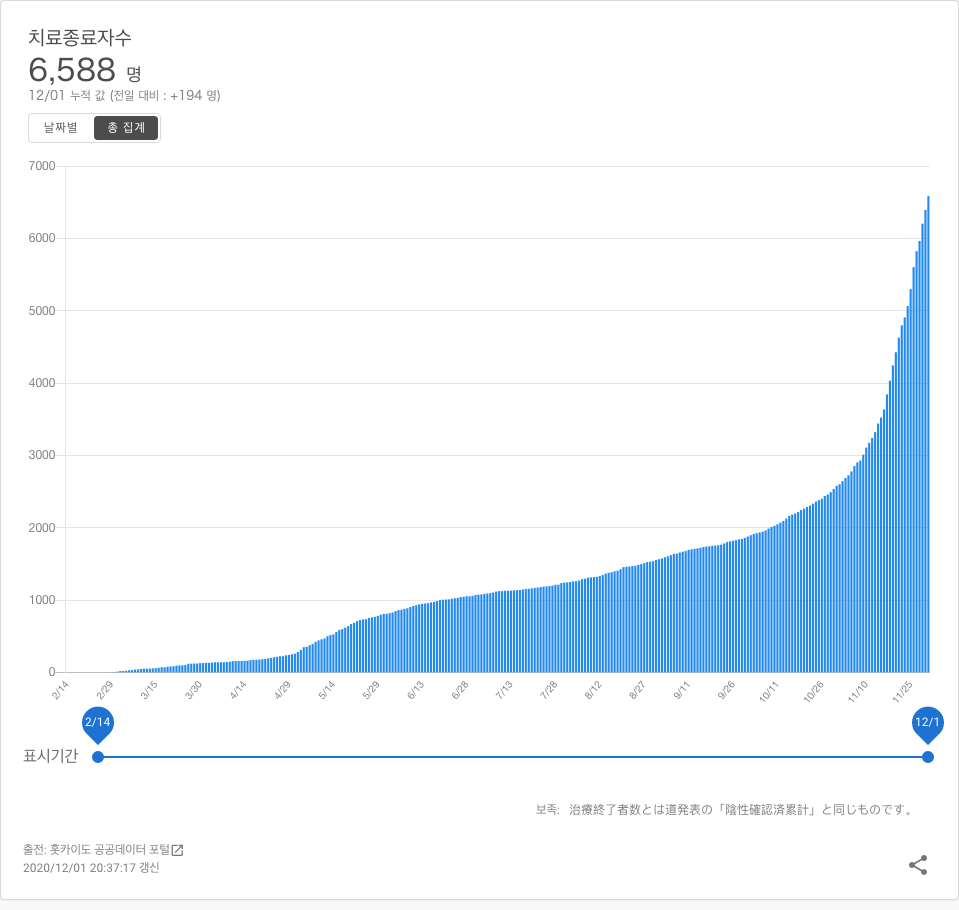 치료종료자수
6,588 명
12/01 누적 값 (전일 대비 : +194 명)
날짜별 총 집계
7000
6000
5000
4000
3000
2000
1000
0
2/14 2/29 3/15 3/30 4/14 4/29 5/14 5/29 6/13 6/28 7/13 7/28 8/12 8/27 9/11 9/26 10/11 10/26 11/10 11/25
2/14 12/1
표시기간
보족: 治療終了者数とは道発表の「陰性確認済累計」と同じものです。
출전: 홋카이도 공공데이터 포털
2020/12/01 20:37:17 갱신